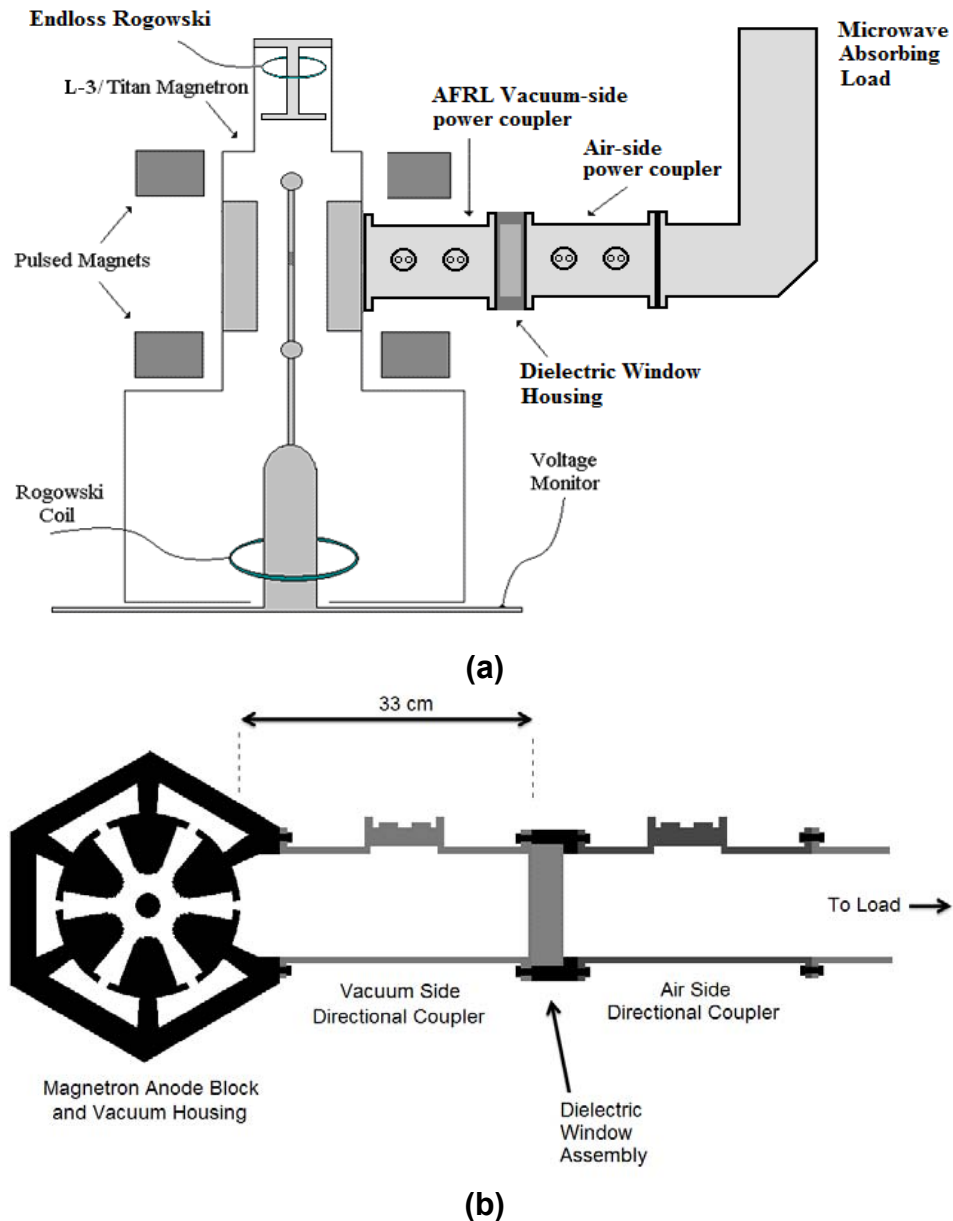 Endloss Rogowski
L-3/ Titan Magnetron
Microwave
Absorbing
Load
AFRL Vacuum-side
power coupler
Air-side
power coupler
Pulsed Magnets
Dielectric Window
Housing
Rogowski
Coil
Voltage
Monitor
(a)
33 cm
To Load
Vacuum Side
Directional Coupler
Air Side
Directional Coupler
Magnetron Anode Block
and Vacuum Housing
Dielectric
Window
Assembly
(b)